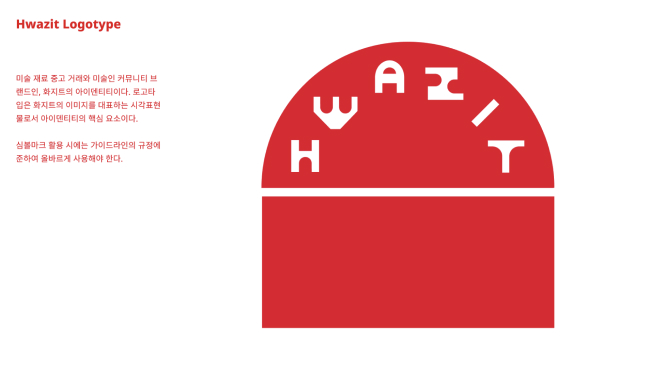 Hwazit Logotype
미술 재료 중고 거래와 미술인 커뮤니티 브
랜드인, 화지트의 아이덴티티이다. 로고타
입은 화지트의 이미지를 대표하는 시각표현
물로서 아이덴티티의 핵심 요소이다.
심볼마크 활용 시에는 가이드라인의 규정에
준하여 올바르게 사용해야 한다.
HWAZIT